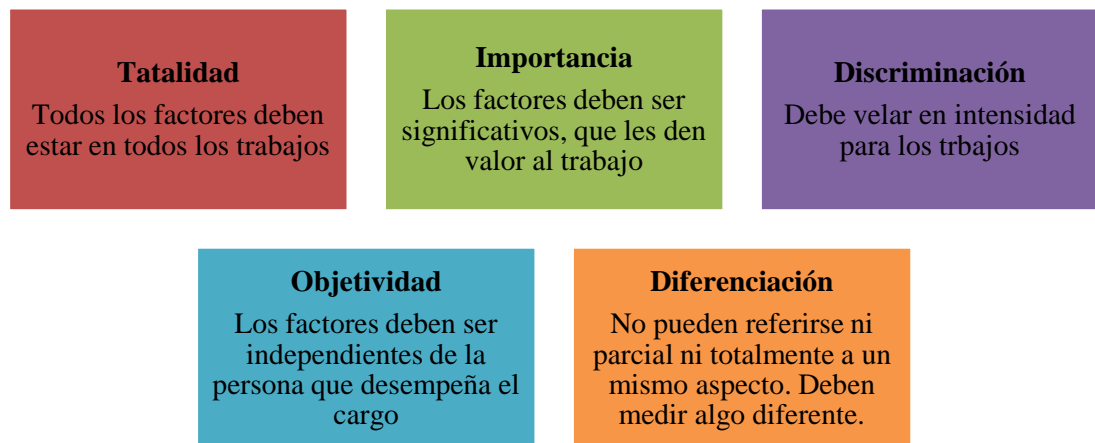 Tatalidad
Todos los factores deben
estar en todos los trabajos
Importancia
Los factores deben ser
significativos, que les den
valor al trabajo
Discriminación
Debe velar en intensidad
para los trbajos
Objetividad
Los factores deben ser
independientes de la
persona que desempeña el
cargo
Diferenciación
No pueden referirse ni
parcial ni totalmente a un
mismo aspecto. Deben
medir algo diferente.